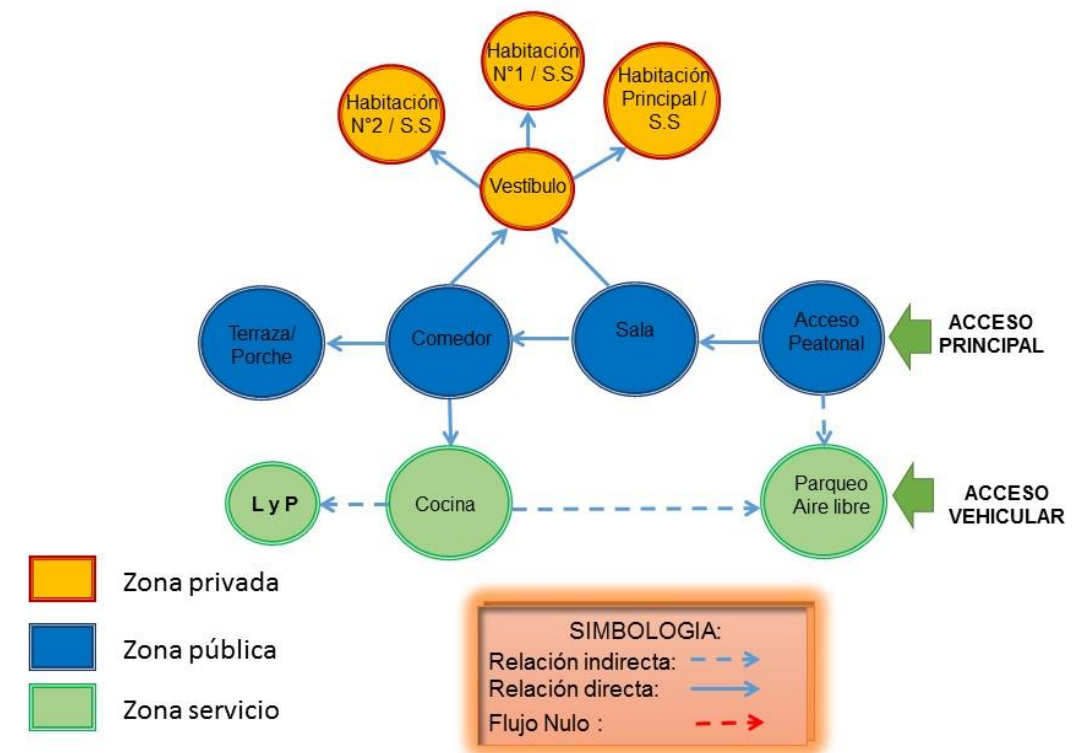 Habitación
N°1 / S.S
Habitación
N°2 / S.S
Habitación
Principal /
S.S
Vestíbulo
Terraza/
Porche
Comedor
Sala
Acceso
Peatonal
ACCESO
PRINCIPAL
L y P
Cocina
Parqueo
Aire libre
ACCESO
VEHICULAR
Zona privada
Zona pública
Zona servicio
SIMBOLOGIA:
Relación indirecta:
Relación directa:
Flujo Nulo :